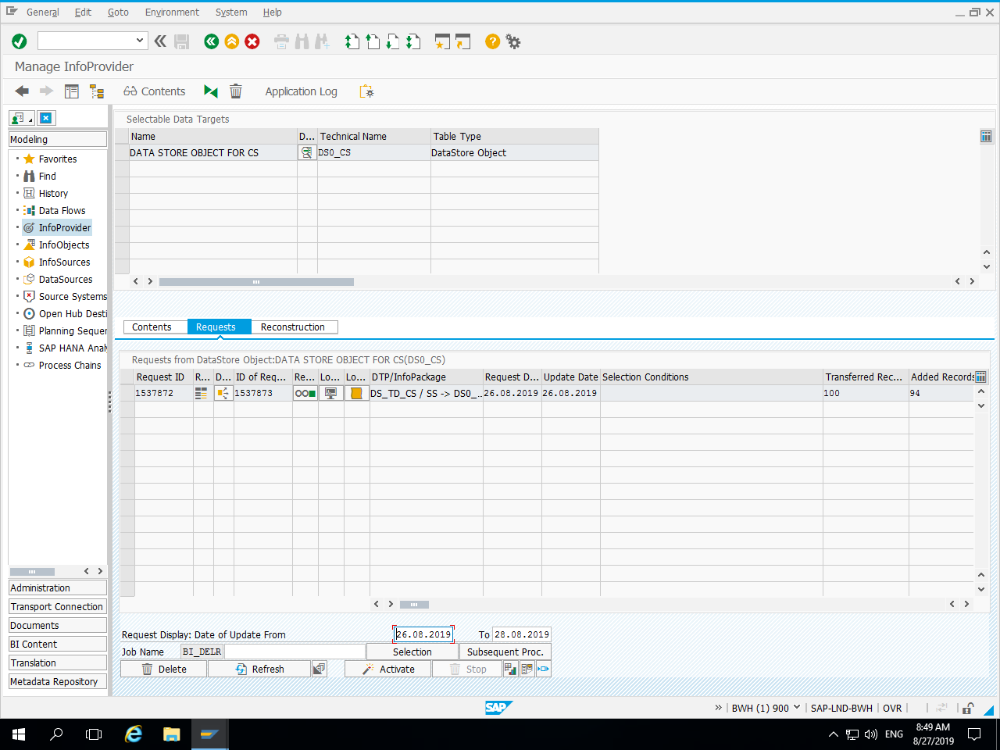 General Edit Goto Environment System Help
Manage InfoProvider
Contents Application Log
Selectable Data Targets
Modeling
Name D... Technical Name Table Type
DATA STORE OBJECT FOR CS DS0_CS DataStore Object
Favorites
Find
History
Data Flows
InfoProvider
InfoObjects
InfoSources
DataSources
Source Systems
Open Hub Desti
Planning Sequer
SAP HANA Analy
Process Chains
Contents Requests Reconstruction
Requests from DataStore Object:DATA STORE OBJECT FOR CS(DS0_CS)
Request ID R... D... ID of Req... Re... Lo... Lo... DTP/InfoPackage Request D... Update Date Selection Conditions Transferred Rec... Added Records
1537872 1537873 DS_TD_CS / SS -> DS0_... 26.08.2019 26.08.2019 100 94
Administration
Transport Connection
Documents
BI Content
Translation
Metadata Repository
Request Display: Date of Update From 26.08.2019 To 28.08.2019
Job Name BI_DELR Selection Subsequent Proc.
Delete Refresh Activate Stop
SAP BWH (1) 900 SAP-LND-BWH OVR
ENG 8:49 AM
8/27/2019